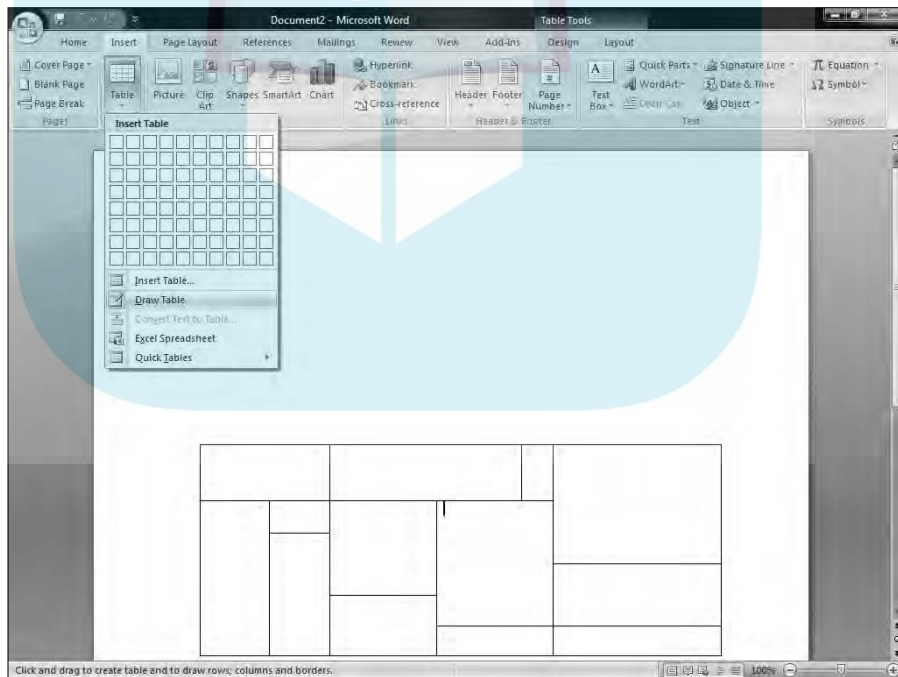 Document2 - Microsoft Word Table Tools
Home Insert Page Layout References Mailings Review View Add-Ins Design Layout
Cover Page
Blank Page
Page Break
Pages
Table
Picture
Clip Art
Shapes
SmartArt
Chart
Hyperlink
Bookmark
Cross-reference
Links
Header
Footer
Page Number
Header & Footer
Text Box
Quick Parts
WordArt
Drop Cap
Signature Line
Date & Time
Object
Text
π Equation
Ω Symbol
Symbols
Insert Table
Insert Table...
Draw Table
Convert Text to Table...
Excel Spreadsheet
Quick Tables
Click and drag to create table and to draw rows, columns and borders.
100%